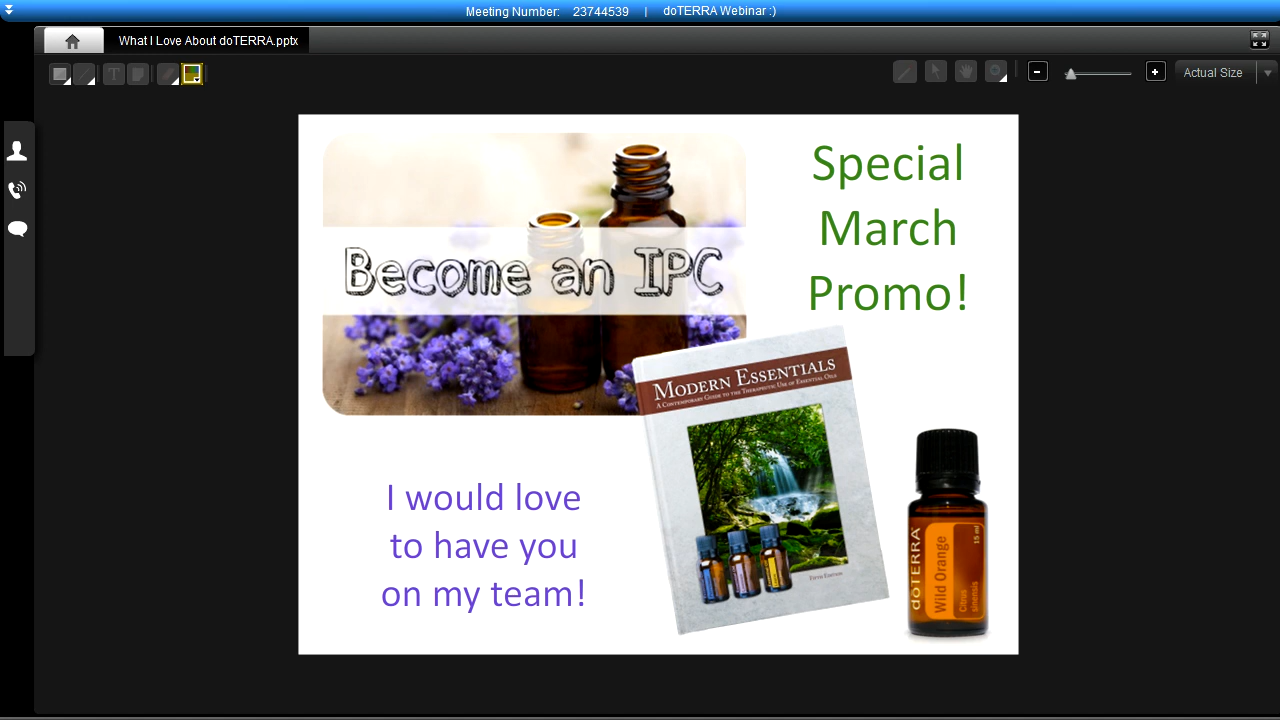 Meeting Number: 23744539 | doTERRA Webinar :)
What I Love About doTERRA.pptx
T
Actual Size
Special
March
Promo!
Become an IPC
MODERN ESSENTIALS
A CONTEMPORARY GUIDE TO THE THERAPEUTIC USE OF ESSENTIAL OILS
I would love
to have you
on my team!
dōTERRA
Wild Orange
Citrus
sinensis
15 ml